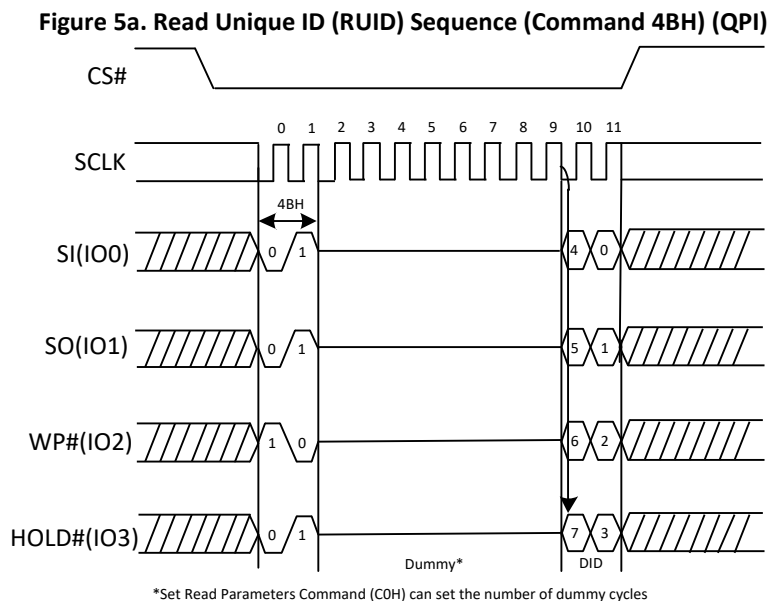 Figure 5a. Read Unique ID (RUID) Sequence (Command 4BH) (QPI)
CS#
0 1 2 3 4 5 6 7 8 9 10 11
SCLK
4BH
SI(IO0) 0 1 4 0
SO(IO1) 0 1 5 1
WP#(IO2) 1 0 6 2
HOLD#(IO3) 0 1 7 3
Dummy* DID
*Set Read Parameters Command (C0H) can set the number of dummy cycles